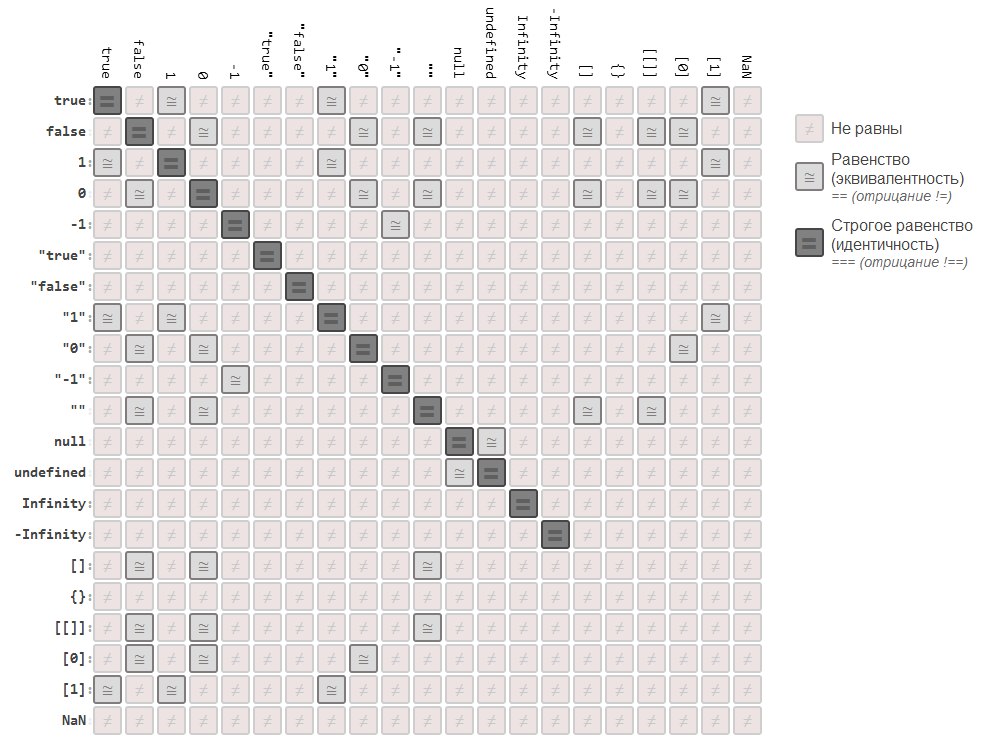 true false 1 0 -1 "true" "false" "1" "0" "-1" "" null undefined Infinity -Infinity [] {} [[]] [0] [1] NaN
true: = ≠ ≅ ≠ ≠ ≠ ≠ ≅ ≠ ≠ ≠ ≠ ≠ ≠ ≠ ≠ ≠ ≠ ≠ ≅ ≠
false: ≠ = ≠ ≅ ≠ ≠ ≠ ≠ ≅ ≠ ≅ ≠ ≠ ≠ ≠ ≅ ≠ ≅ ≅ ≠ ≠
1: ≅ ≠ = ≠ ≠ ≠ ≠ ≅ ≠ ≠ ≠ ≠ ≠ ≠ ≠ ≠ ≠ ≠ ≠ ≅ ≠
0 ≠ ≅ ≠ = ≠ ≠ ≠ ≠ ≅ ≠ ≅ ≠ ≠ ≠ ≠ ≅ ≠ ≅ ≅ ≠ ≠
-1 ≠ ≠ ≠ ≠ = ≠ ≠ ≠ ≠ ≅ ≠ ≠ ≠ ≠ ≠ ≠ ≠ ≠ ≠ ≠ ≠
"true": ≠ ≠ ≠ ≠ ≠ = ≠ ≠ ≠ ≠ ≠ ≠ ≠ ≠ ≠ ≠ ≠ ≠ ≠ ≠ ≠
"false": ≠ ≠ ≠ ≠ ≠ ≠ = ≠ ≠ ≠ ≠ ≠ ≠ ≠ ≠ ≠ ≠ ≠ ≠ ≠ ≠
"1": ≅ ≠ ≅ ≠ ≠ ≠ ≠ = ≠ ≠ ≠ ≠ ≠ ≠ ≠ ≠ ≠ ≠ ≠ ≅ ≠
"0": ≠ ≅ ≠ ≅ ≠ ≠ ≠ ≠ = ≠ ≠ ≠ ≠ ≠ ≠ ≠ ≠ ≠ ≅ ≠ ≠
"-1": ≠ ≠ ≠ ≠ ≅ ≠ ≠ ≠ ≠ = ≠ ≠ ≠ ≠ ≠ ≠ ≠ ≠ ≠ ≠ ≠
"" ≠ ≅ ≠ ≅ ≠ ≠ ≠ ≠ ≠ ≠ = ≠ ≠ ≠ ≠ ≅ ≠ ≅ ≠ ≠ ≠
null ≠ ≠ ≠ ≠ ≠ ≠ ≠ ≠ ≠ ≠ ≠ = ≅ ≠ ≠ ≠ ≠ ≠ ≠ ≠ ≠
undefined ≠ ≠ ≠ ≠ ≠ ≠ ≠ ≠ ≠ ≠ ≠ ≅ = ≠ ≠ ≠ ≠ ≠ ≠ ≠ ≠
Infinity: ≠ ≠ ≠ ≠ ≠ ≠ ≠ ≠ ≠ ≠ ≠ ≠ ≠ = ≠ ≠ ≠ ≠ ≠ ≠ ≠
-Infinity: ≠ ≠ ≠ ≠ ≠ ≠ ≠ ≠ ≠ ≠ ≠ ≠ ≠ ≠ = ≠ ≠ ≠ ≠ ≠ ≠
[]: ≠ ≅ ≠ ≅ ≠ ≠ ≠ ≠ ≠ ≠ ≅ ≠ ≠ ≠ ≠ ≠ ≠ ≠ ≠ ≠ ≠
{}: ≠ ≠ ≠ ≠ ≠ ≠ ≠ ≠ ≠ ≠ ≠ ≠ ≠ ≠ ≠ ≠ ≠ ≠ ≠ ≠ ≠
[[]]: ≠ ≅ ≠ ≅ ≠ ≠ ≠ ≠ ≠ ≠ ≅ ≠ ≠ ≠ ≠ ≠ ≠ ≠ ≠ ≠ ≠
[0]: ≠ ≅ ≠ ≅ ≠ ≠ ≠ ≠ ≅ ≠ ≠ ≠ ≠ ≠ ≠ ≠ ≠ ≠ ≠ ≠ ≠
[1]: ≅ ≠ ≅ ≠ ≠ ≠ ≠ ≅ ≠ ≠ ≠ ≠ ≠ ≠ ≠ ≠ ≠ ≠ ≠ ≠ ≠
NaN ≠ ≠ ≠ ≠ ≠ ≠ ≠ ≠ ≠ ≠ ≠ ≠ ≠ ≠ ≠ ≠ ≠ ≠ ≠ ≠ ≠
≠ Не равны
≅ Равенство
(эквивалентность)
== (отрицание !=)
= Строгое равенство
(идентичность)
=== (отрицание !==)